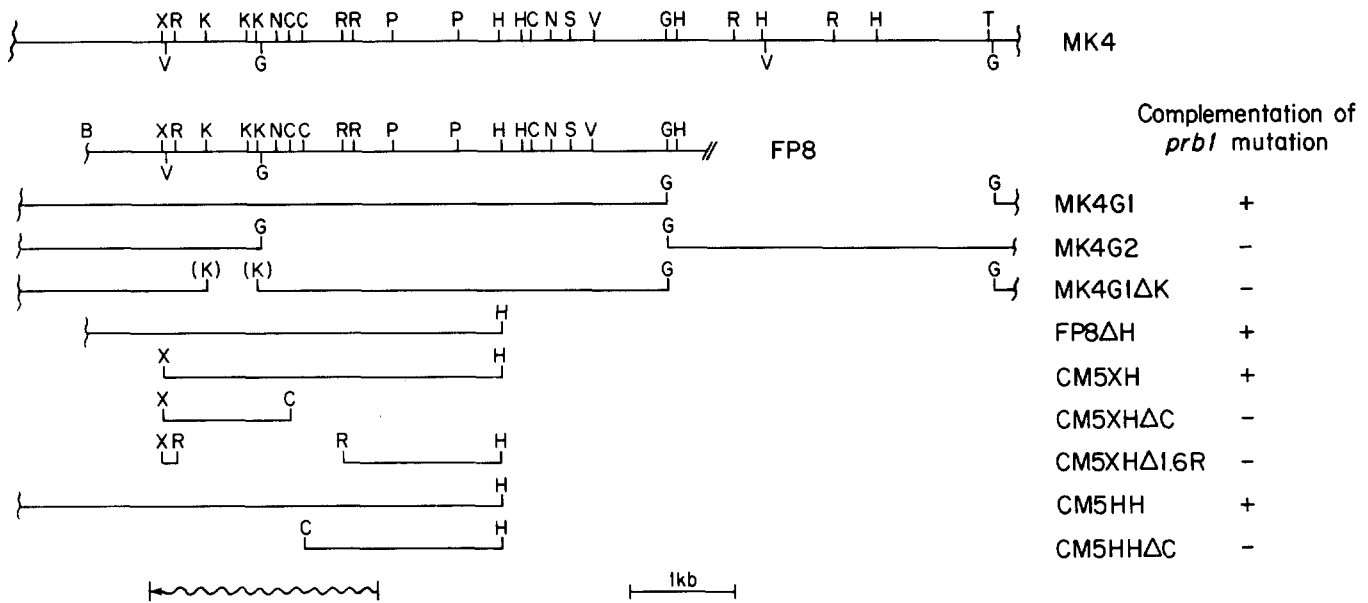 X R K K K N C C R R P P H H C N S V G H R H R H T
MK4
V G V G
Complementation of
prb1 mutation
B X R K K K N C C R R P P H H C N S V G H
FP8
V G
G G
MK4G1 +
G G
MK4G2 -
(K) (K) G G
MK4G1ΔK -
H
FP8ΔH +
X H
CM5XH +
X C
CM5XHΔC -
X R R H
CM5XHΔ1.6R -
H
CM5HH +
C H
CM5HHΔC -
1kb